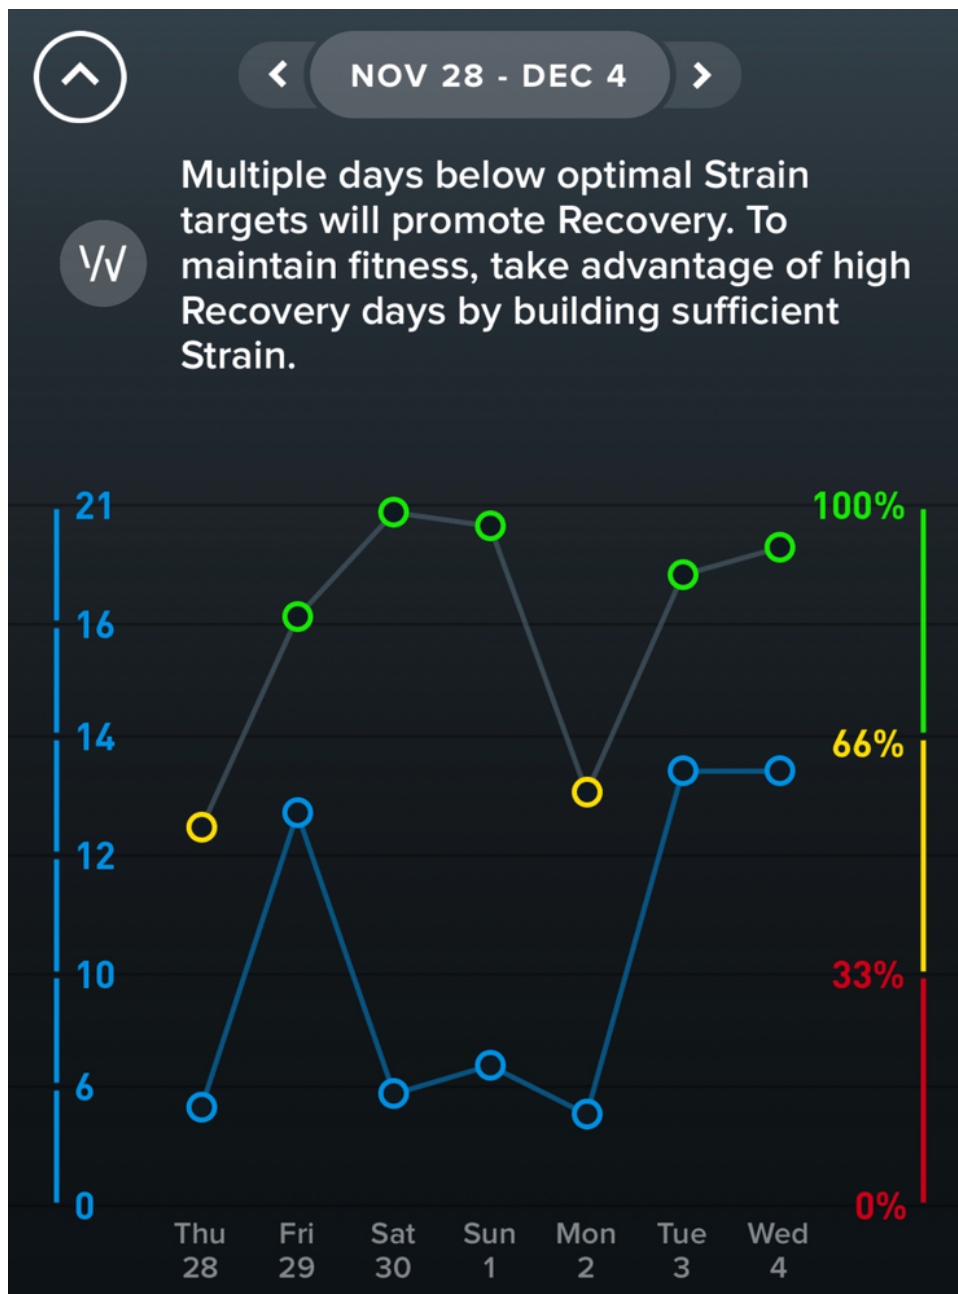 NOV 28 - DEC 4
Multiple days below optimal Strain
targets will promote Recovery. To
maintain fitness, take advantage of high
Recovery days by building sufficient
Strain.
21
100%
16
14
66%
12
10
33%
6
0
0%
Thu Fri Sat Sun Mon Tue Wed
28 29 30 1 2 3 4